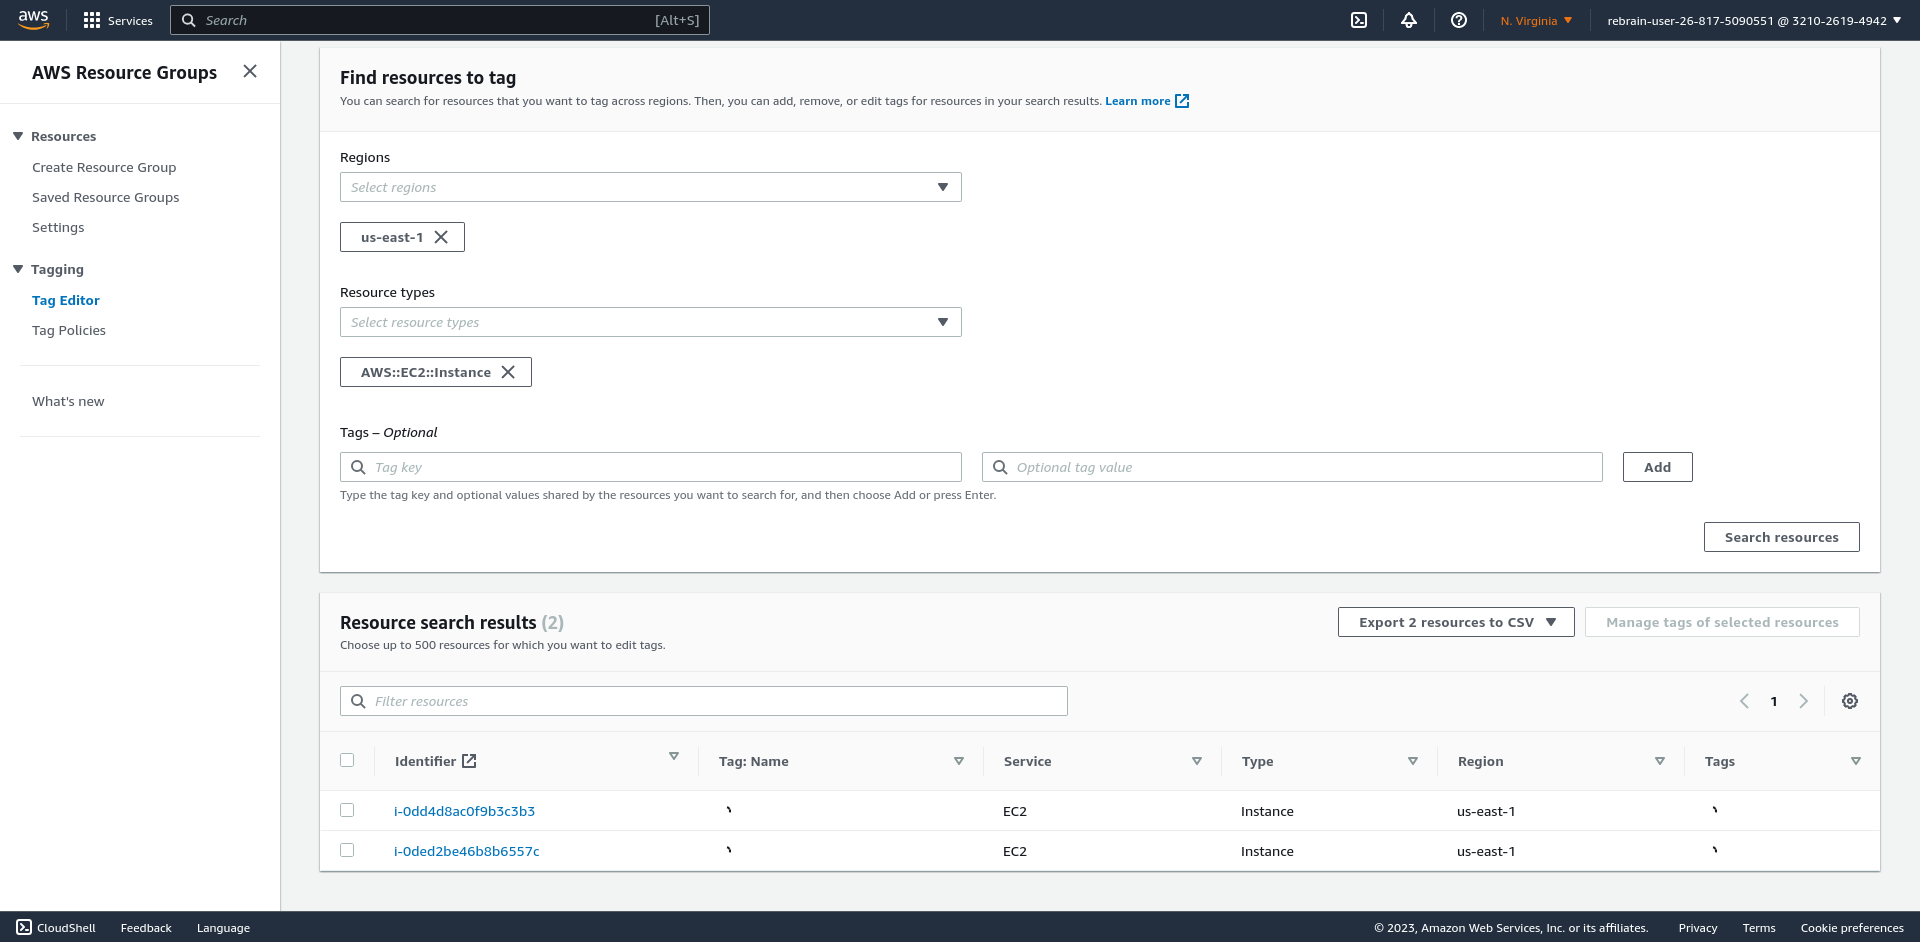 aws
Services
Search
[Alt+S]
N. Virginia
rebrain-user-26-817-5090551 @ 3210-2619-4942
AWS Resource Groups
Resources
Create Resource Group
Saved Resource Groups
Settings
Tagging
Tag Editor
Tag Policies
What's new
Find resources to tag
You can search for resources that you want to tag across regions. Then, you can add, remove, or edit tags for resources in your search results. Learn more
Regions
Select regions
us-east-1
Resource types
Select resource types
AWS::EC2::Instance
Tags – Optional
Tag key
Optional tag value
Add
Type the tag key and optional values shared by the resources you want to search for, and then choose Add or press Enter.
Search resources
Resource search results (2)
Choose up to 500 resources for which you want to edit tags.
Export 2 resources to CSV
Manage tags of selected resources
Filter resources
1
Identifier Tag: Name Service Type Region Tags
i-0dd4d8ac0f9b3c3b3 EC2 Instance us-east-1
i-0ded2be46b8b6557c EC2 Instance us-east-1
CloudShell
Feedback
Language
© 2023, Amazon Web Services, Inc. or its affiliates.
Privacy
Terms
Cookie preferences